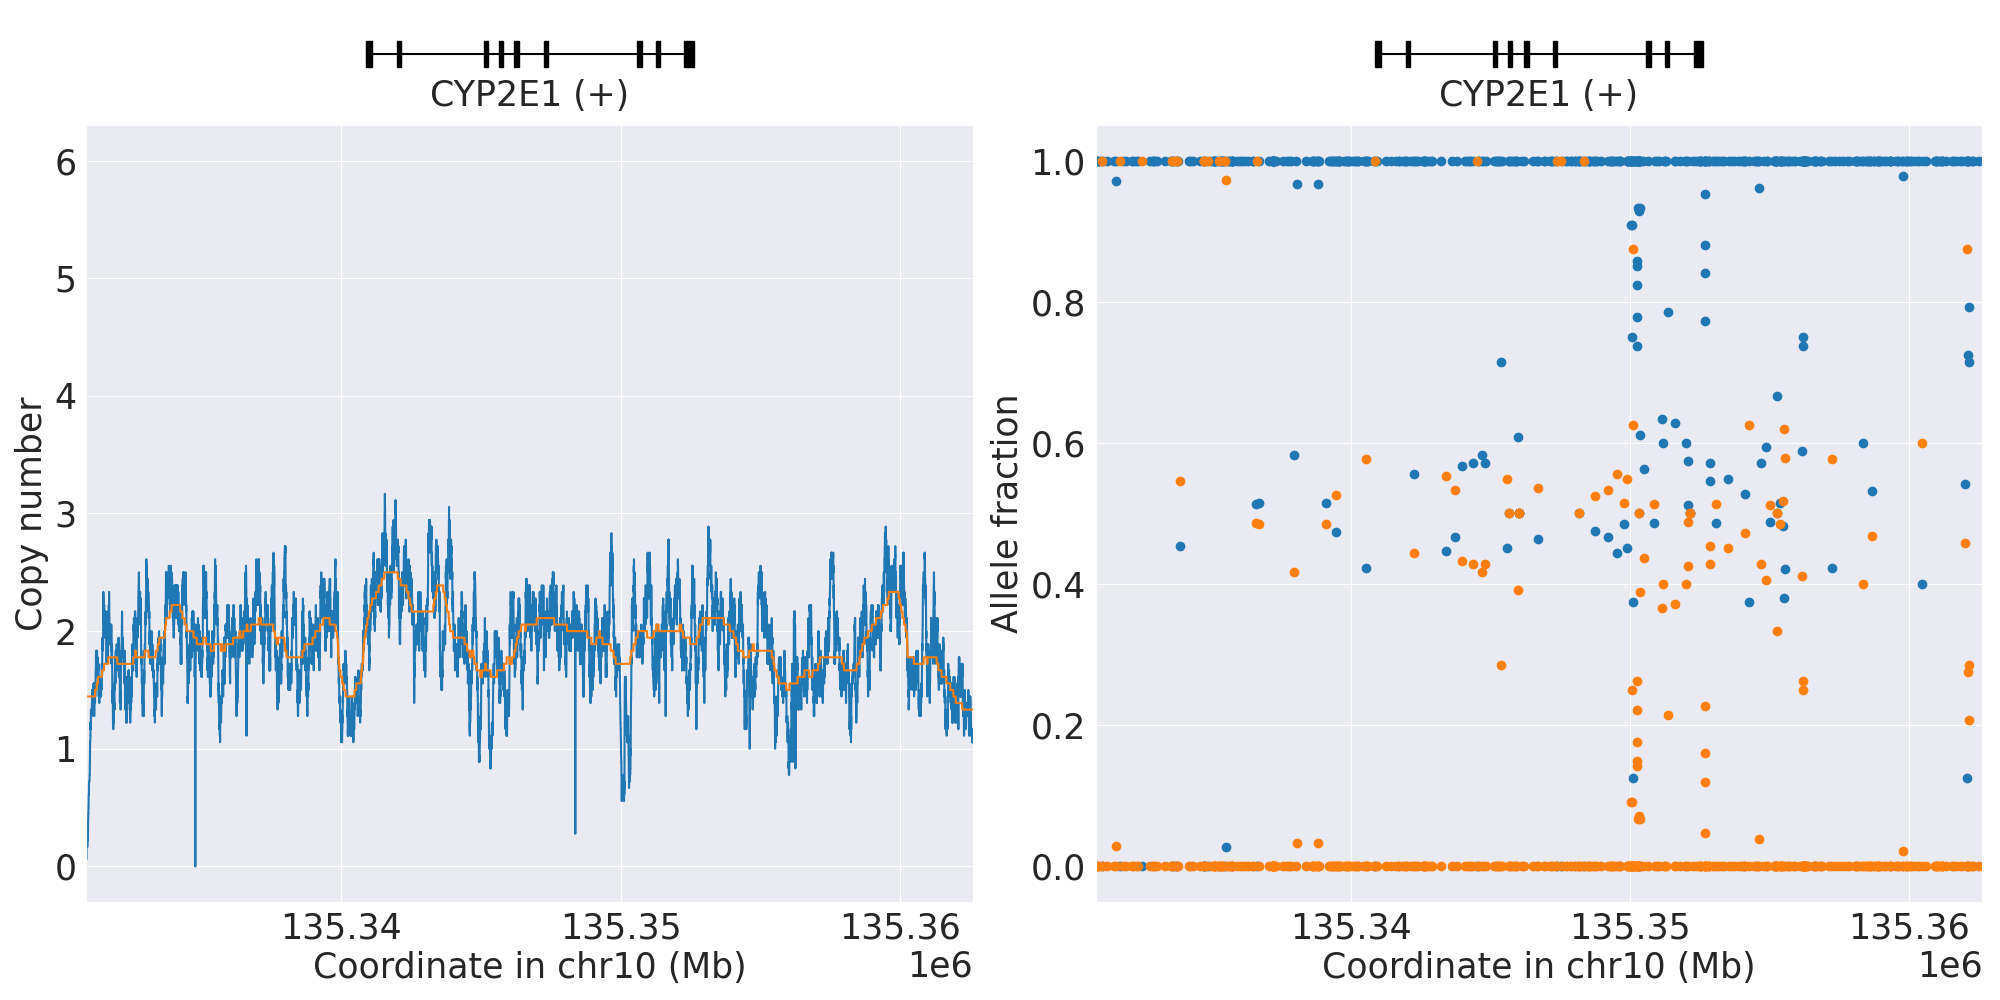 CYP2E1 (+)
Copy number
6
5
4
3
2
1
0
135.34
135.35
135.36
Coordinate in chr10 (Mb)
1e6
CYP2E1 (+)
Allele fraction
1.0
0.8
0.6
0.4
0.2
0.0
135.34
135.35
135.36
Coordinate in chr10 (Mb)
1e6